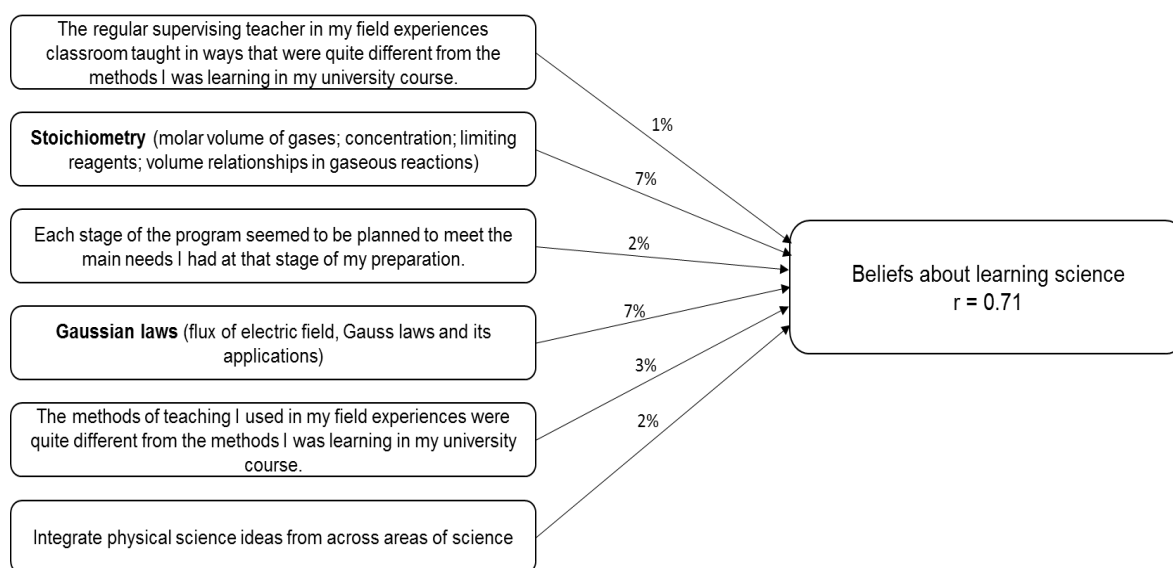 The regular supervising teacher in my field experiences
classroom taught in ways that were quite different from the
methods I was learning in my university course.
1%
Stoichiometry (molar volume of gases; concentration; limiting
reagents; volume relationships in gaseous reactions)
7%
Each stage of the program seemed to be planned to meet the
main needs I had at that stage of my preparation.
2%
Gaussian laws (flux of electric field, Gauss laws and its
applications)
7%
The methods of teaching I used in my field experiences were
quite different from the methods I was learning in my university
course.
3%
Integrate physical science ideas from across areas of science
2%
Beliefs about learning science
r = 0.71